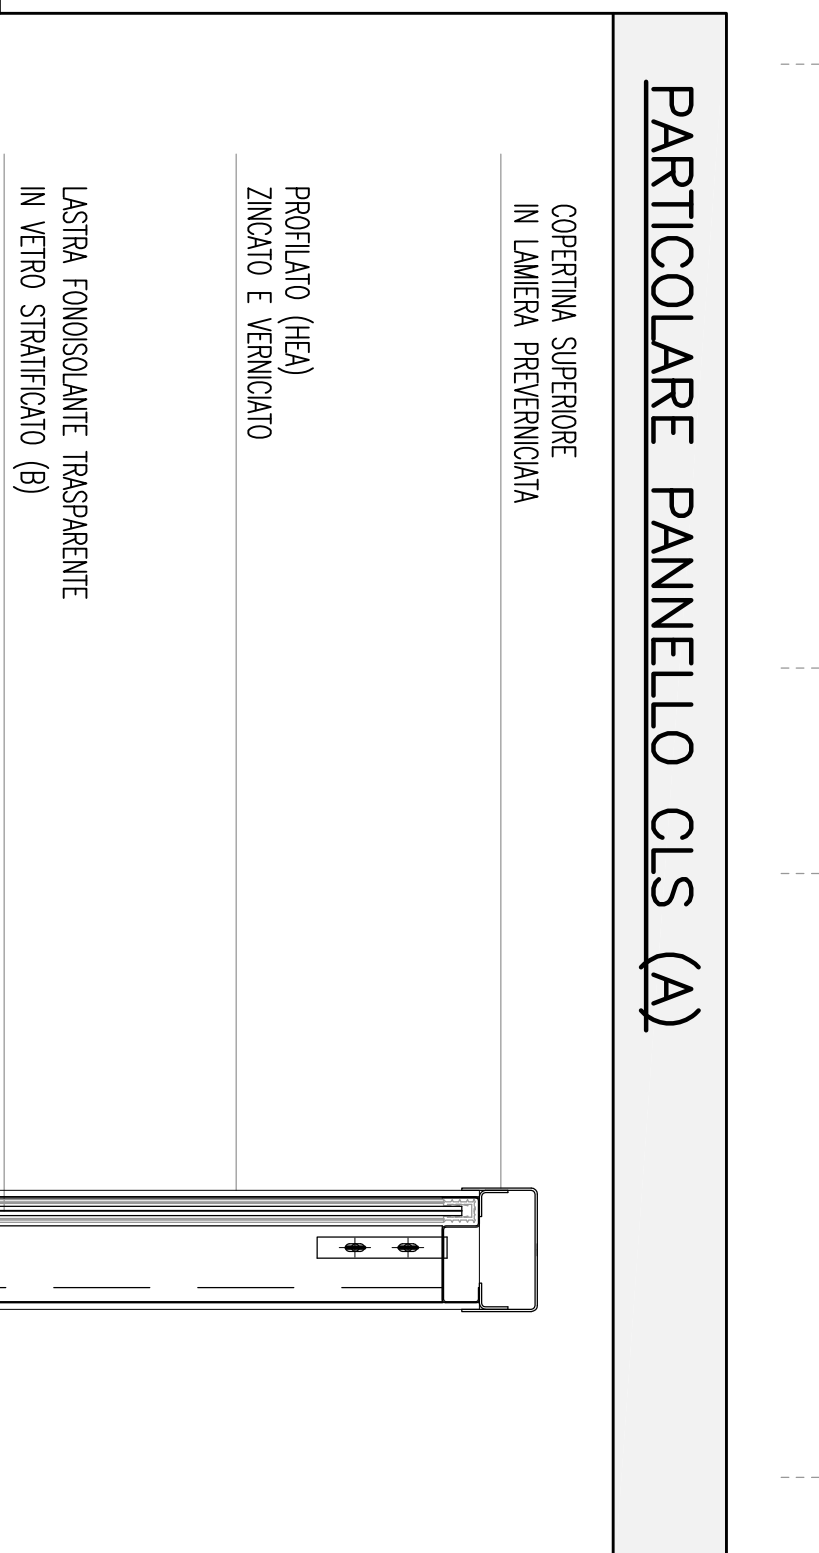 PARTICOLARE PANNELLO CLS (A)
COPERTINA SUPERIORE
IN LAMIERA PREVERNICIATA
PROFILATO (HEA)
ZINCATO E VERNICIATO
LASTRA FONOISOLANTE TRASPARENTE
IN VETRO STRATIFICATO (B)